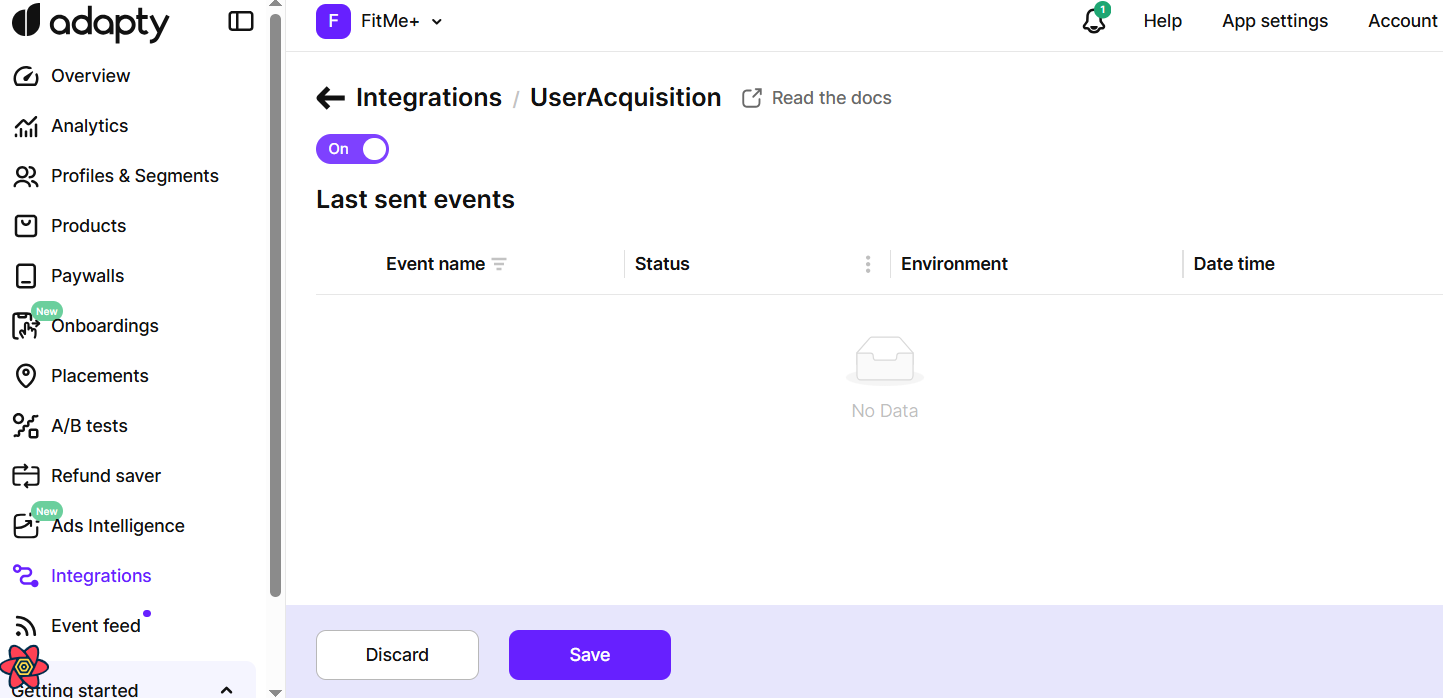 adapty
Overview
Analytics
Profiles & Segments
Products
Paywalls
New
Onboardings
Placements
A/B tests
Refund saver
New
Ads Intelligence
Integrations
Event feed
Getting started
F FitMe+
1
Help App settings Account
Integrations / UserAcquisition Read the docs
On
Last sent events
Event name Status Environment Date time
No Data
Discard Save